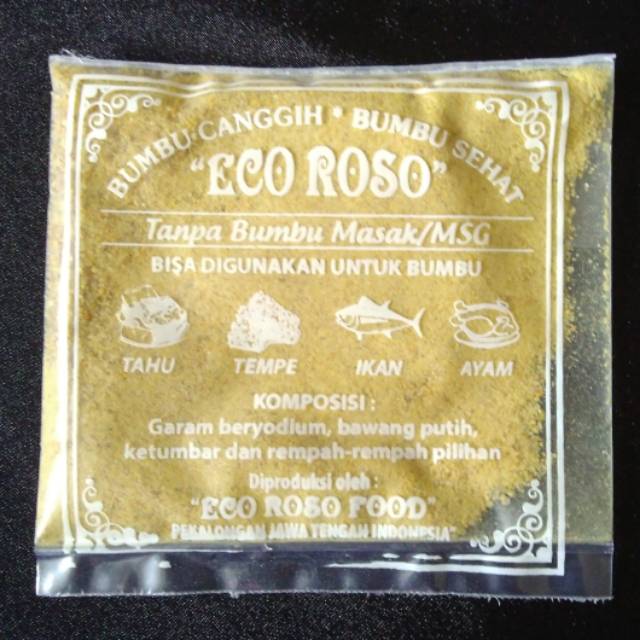 BUMBU CANGGIH * BUMBU SEHAT
"ECO ROSO"
Tanpa Bumbu Masak/MSG
BISA DIGUNAKAN UNTUK BUMBU
TAHU TEMPE IKAN AYAM
KOMPOSISI :
Garam beryodium, bawang putih,
ketumbar dan rempah-rempah pilihan
Diproduksi oleh :
"ECO ROSO FOOD"
PEKALONGAN JAWA TENGAH INDONESIA